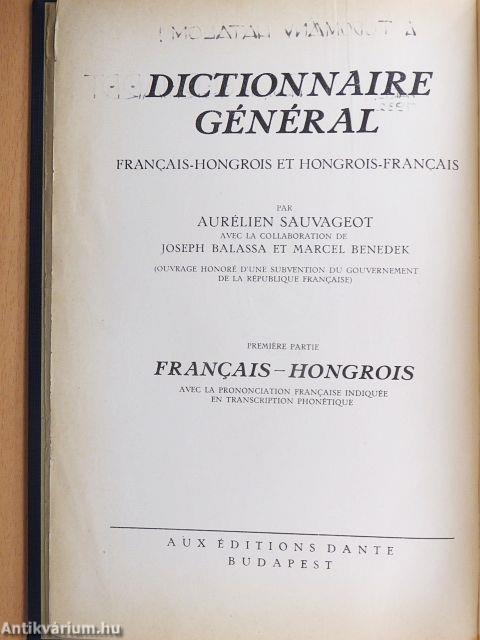 DICTIONNAIRE
GÉNÉRAL
FRANÇAIS-HONGROIS ET HONGROIS-FRANÇAIS
PAR
AURÉLIEN SAUVAGEOT
AVEC LA COLLABORATION DE
JOSEPH BALASSA ET MARCEL BENEDEK
(OUVRAGE HONORÉ D'UNE SUBVENTION DU GOUVERNEMENT
DE LA RÉPUBLIQUE FRANÇAISE)
PREMIÈRE PARTIE
FRANÇAIS–HONGROIS
AVEC LA PRONONCIATION FRANÇAISE INDIQUÉE
EN TRANSCRIPTION PHONÉTIQUE
AUX ÉDITIONS DANTE
BUDAPEST
Antikvárium.hu